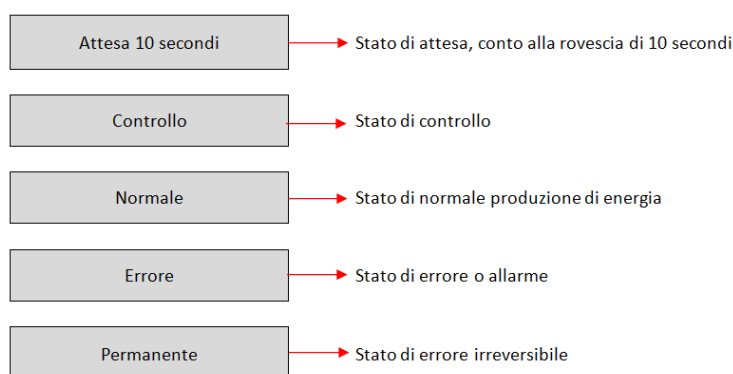 Attesa 10 secondi Stato di attesa, conto alla rovescia di 10 secondi
Controllo Stato di controllo
Normale Stato di normale produzione di energia
Errore Stato di errore o allarme
Permanente Stato di errore irreversibile